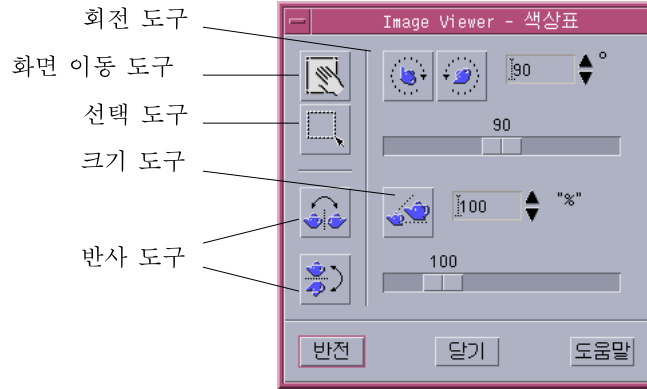 회전 도구
화면 이동 도구
선택 도구
크기 도구
반사 도구
Image Viewer - 색상표
90 °
90
100 "%"
100
반전 닫기 도움말